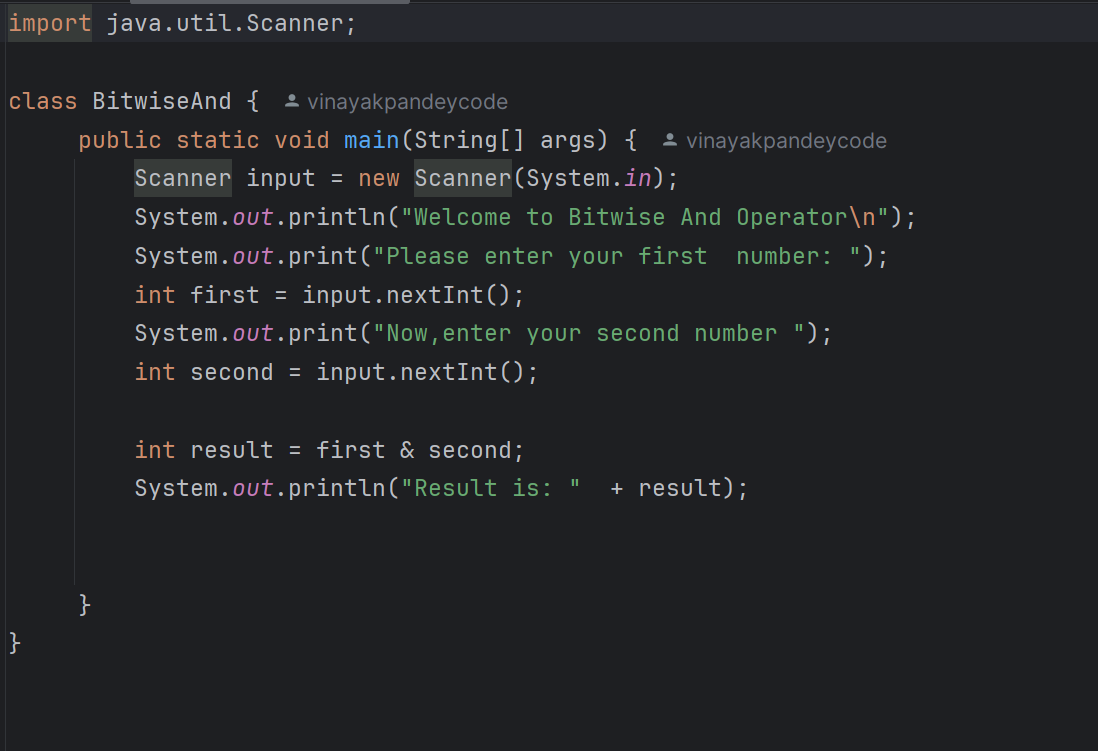 import java.util.Scanner;
class BitwiseAnd { vinayakpandeycode
public static void main(String[] args) { vinayakpandeycode
Scanner input = new Scanner(System.in);
System.out.println("Welcome to Bitwise And Operator\n");
System.out.print("Please enter your first  number: ");
int first = input.nextInt();
System.out.print("Now,enter your second number ");
int second = input.nextInt();
int result = first & second;
System.out.println("Result is: "  + result);
}
}